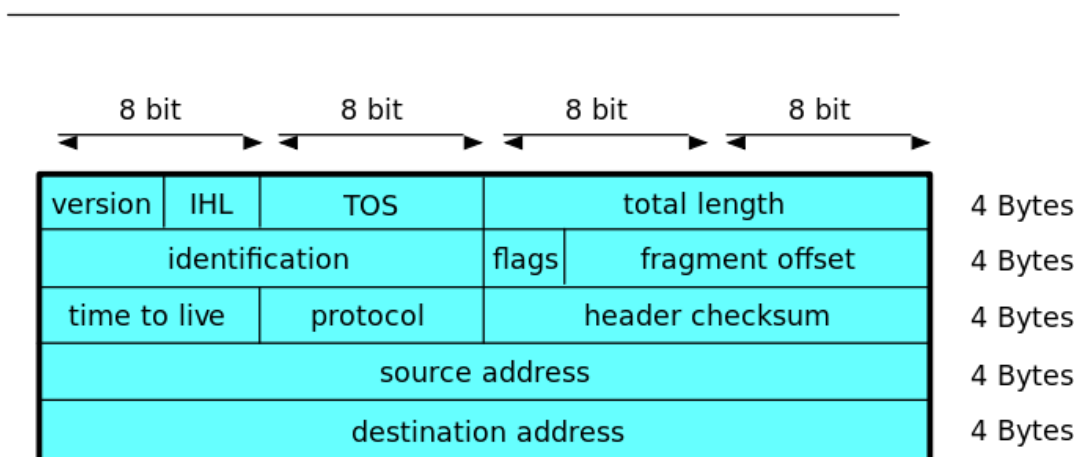 8 bit 8 bit 8 bit 8 bit
version IHL TOS total length 4 Bytes
identification flags fragment offset 4 Bytes
time to live protocol header checksum 4 Bytes
source address 4 Bytes
destination address 4 Bytes